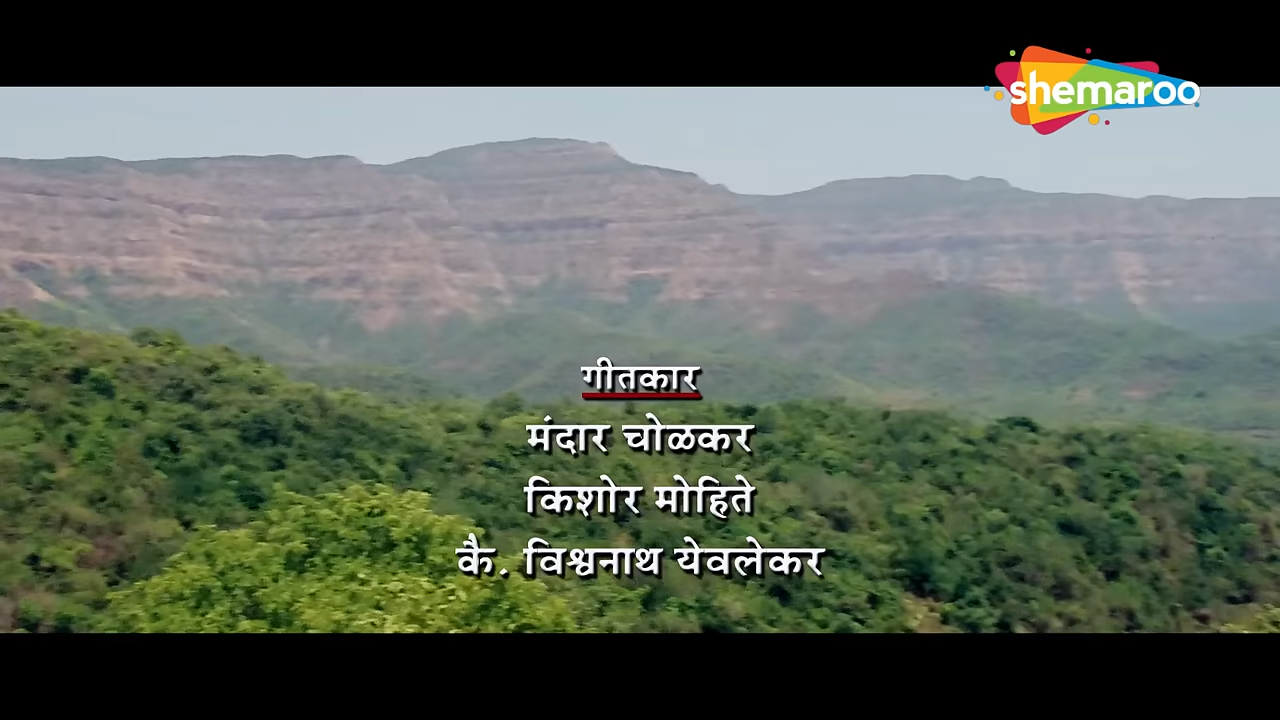 shemaroo
गीतकार
मंदार चोळकर
किशोर मोहिते
कै. विश्वनाथ येवलेकर